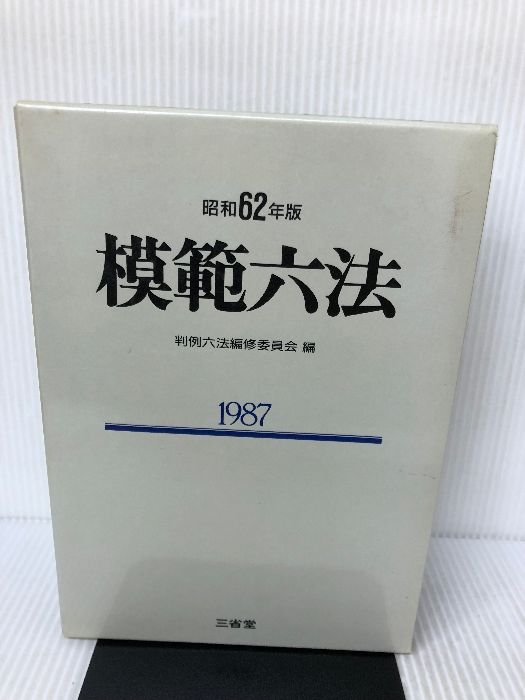 昭和62年版
模範六法
判例六法編修委員会 編
1987
三省堂